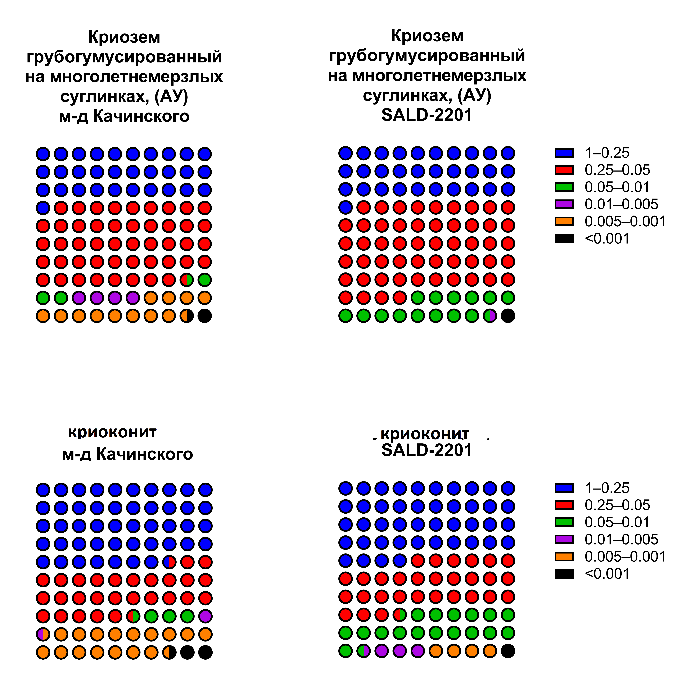 Криозем
грубогумусированный
на многолетнемерзлых
суглинках, (АУ)
м-д Качинского
Криозем
грубогумусированный
на многолетнемерзлых
суглинках, (АУ)
SALD-2201
1–0.25
0.25–0.05
0.05–0.01
0.01–0.005
0.005–0.001
<0.001
криоконит
м-д Качинского
криоконит
SALD-2201
1–0.25
0.25–0.05
0.05–0.01
0.01–0.005
0.005–0.001
<0.001